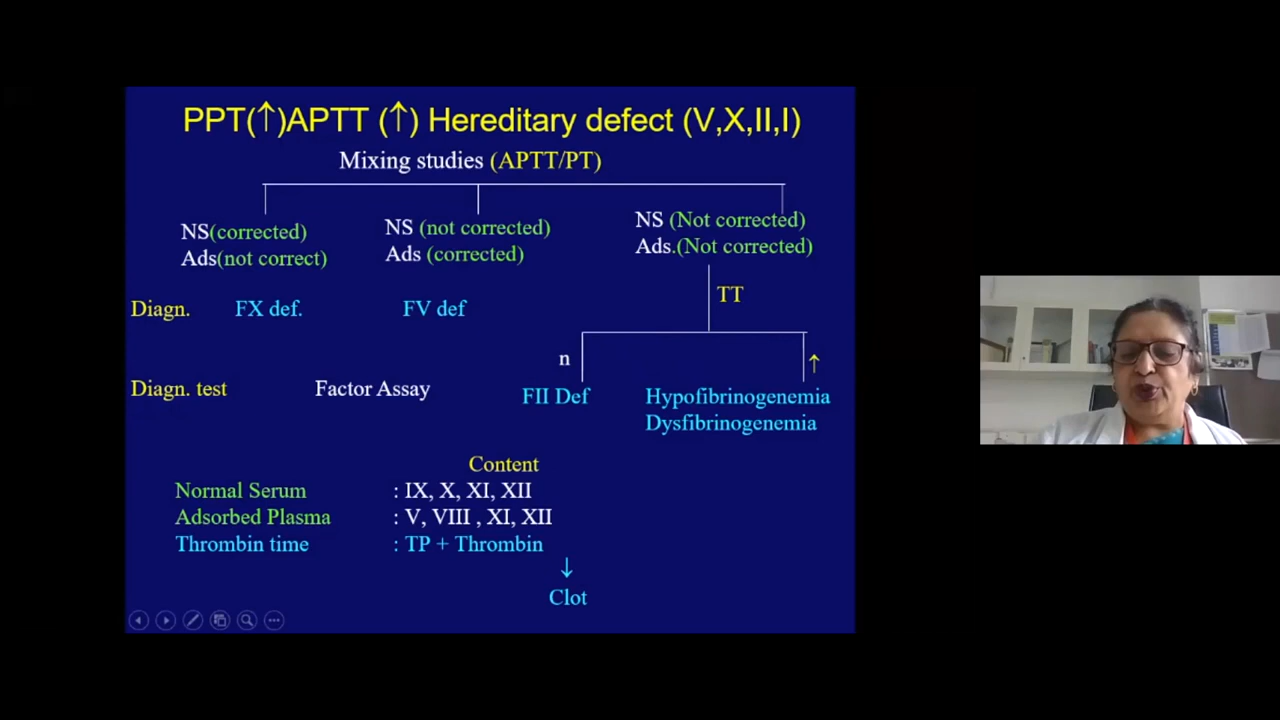 PPT(↑)APTT (↑) Hereditary defect (V,X,II,I)
Mixing studies (APTT/PT)
NS(corrected)
Ads(not correct)
NS (not corrected)
Ads (corrected)
NS (Not corrected)
Ads.(Not corrected)
TT
Diagn.
FX def.
FV def
n
↑
Diagn. test
Factor Assay
FII Def
Hypofibrinogenemia
Dysfibrinogenemia
Content
Normal Serum : IX, X, XI, XII
Adsorbed Plasma : V, VIII , XI, XII
Thrombin time : TP + Thrombin
↓
Clot